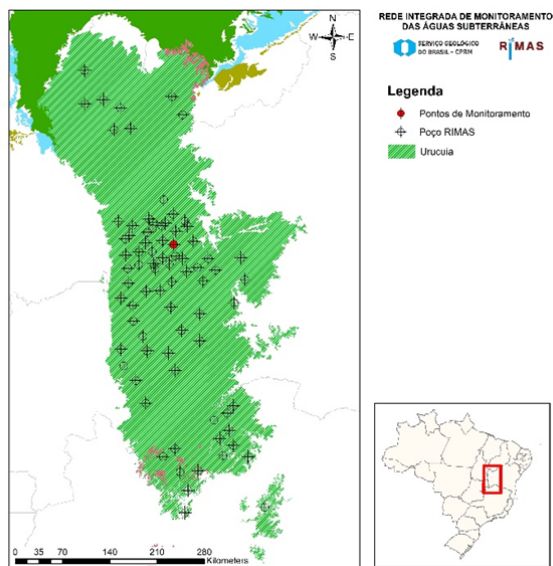 N
W E
S
0 35 70 140 210 280
Kilometers
REDE INTEGRADA DE MONITORAMENTO
DAS ÁGUAS SUBTERRÂNEAS
SERVIÇO GEOLÓGICO
DO BRASIL – CPRM
RIMAS
Legenda
Pontos de Monitoramento
Poço RIMAS
Urucuia